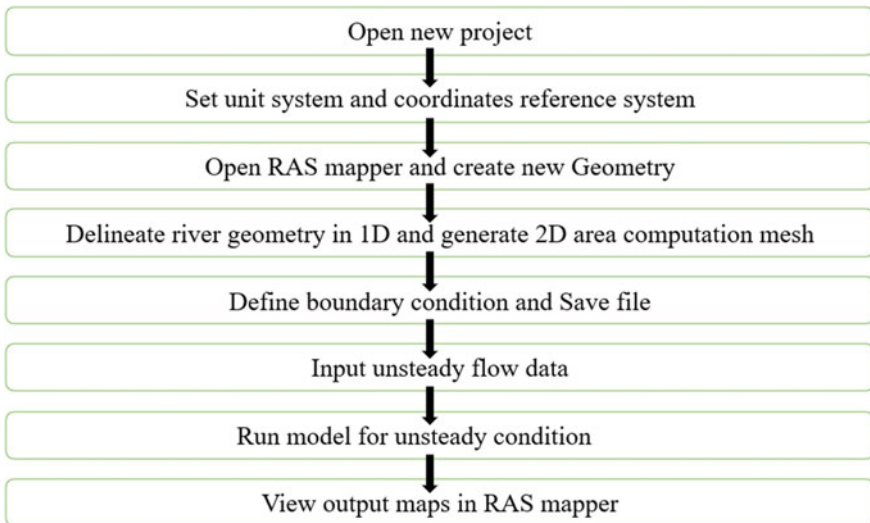 Open new project
Set unit system and coordinates reference system
Open RAS mapper and create new Geometry
Delineate river geometry in 1D and generate 2D area computation mesh
Define boundary condition and Save file
Input unsteady flow data
Run model for unsteady condition
View output maps in RAS mapper